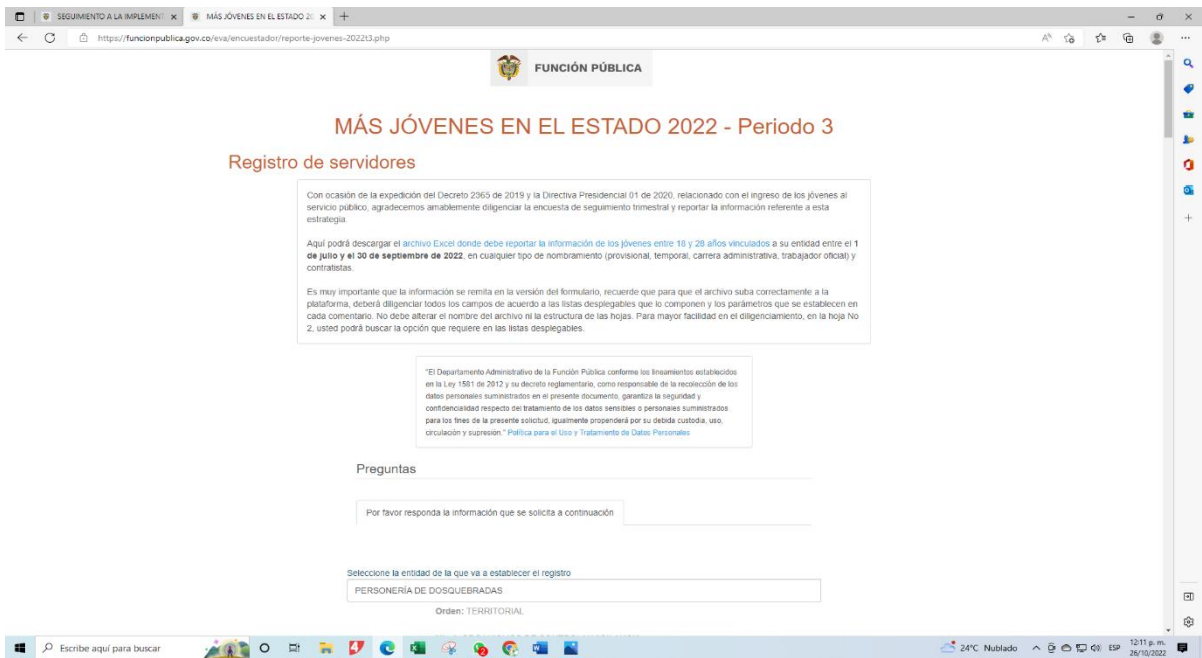 SEGUIMIENTO A LA IMPLEMENT
MÁS JÓVENES EN EL ESTADO 20
https://funcionpublica.gov.co/eva/encuestador/reporte-jovenes-2022t3.php
FUNCIÓN PÚBLICA
MÁS JÓVENES EN EL ESTADO 2022 - Periodo 3
Registro de servidores
Con ocasión de la expedición del Decreto 2365 de 2019 y la Directiva Presidencial 01 de 2020, relacionado con el ingreso de los jóvenes al
servicio público, agradecemos amablemente diligenciar la encuesta de seguimiento trimestral y reportar la información referente a esta
estrategia.
Aquí podrá descargar el archivo Excel donde debe reportar la información de los jóvenes entre 18 y 28 años vinculados a su entidad entre el 1
de julio y el 30 de septiembre de 2022, en cualquier tipo de nombramiento (provisional, temporal, carrera administrativa, trabajador oficial) y
contratistas.
Es muy importante que la información se remita en la versión del formulario, recuerde que para que el archivo suba correctamente a la
plataforma, deberá diligenciar todos los campos de acuerdo a las listas desplegables que lo componen y los parámetros que se establecen en
cada comentario. No debe alterar el nombre del archivo ni la estructura de las hojas. Para mayor facilidad en el diligenciamiento, en la hoja No
2, usted podrá buscar la opción que requiere en las listas desplegables.
"El Departamento Administrativo de la Función Pública conforme los lineamientos establecidos
en la Ley 1581 de 2012 y su decreto reglamentario, como responsable de la recolección de los
datos personales suministrados en el presente documento, garantiza la seguridad y
confidencialidad respecto del tratamiento de los datos sensibles o personales suministrados
para los fines de la presente solicitud, igualmente propenderá por su debida custodia, uso,
circulación y supresión." Política para el Uso y Tratamiento de Datos Personales
Preguntas
Por favor responda la información que se solicita a continuación
Seleccione la entidad de la que va a establecer el registro
PERSONERÍA DE DOSQUEBRADAS
Orden: TERRITORIAL
Escribe aquí para buscar
24°C Nublado
ESP
12:11 p. m.
26/10/2022